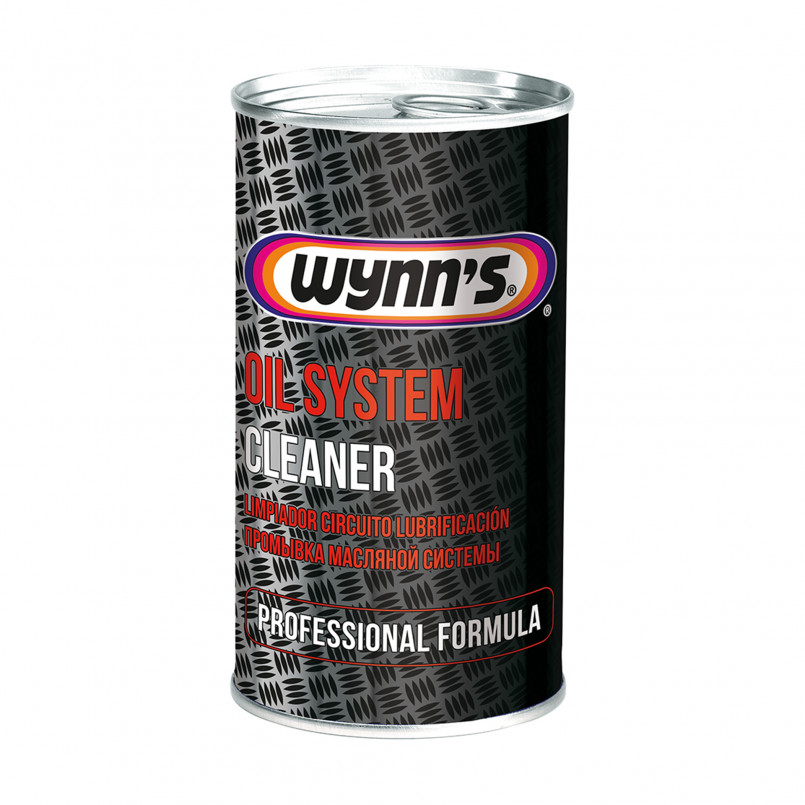 WYNN'S®
®
OIL SYSTEM
CLEANER
LIMPIADOR CIRCUITO LUBRIFICACIÓN
ПРОМЫВКА МАСЛЯНОЙ СИСТЕМЫ
PROFESSIONAL FORMULA